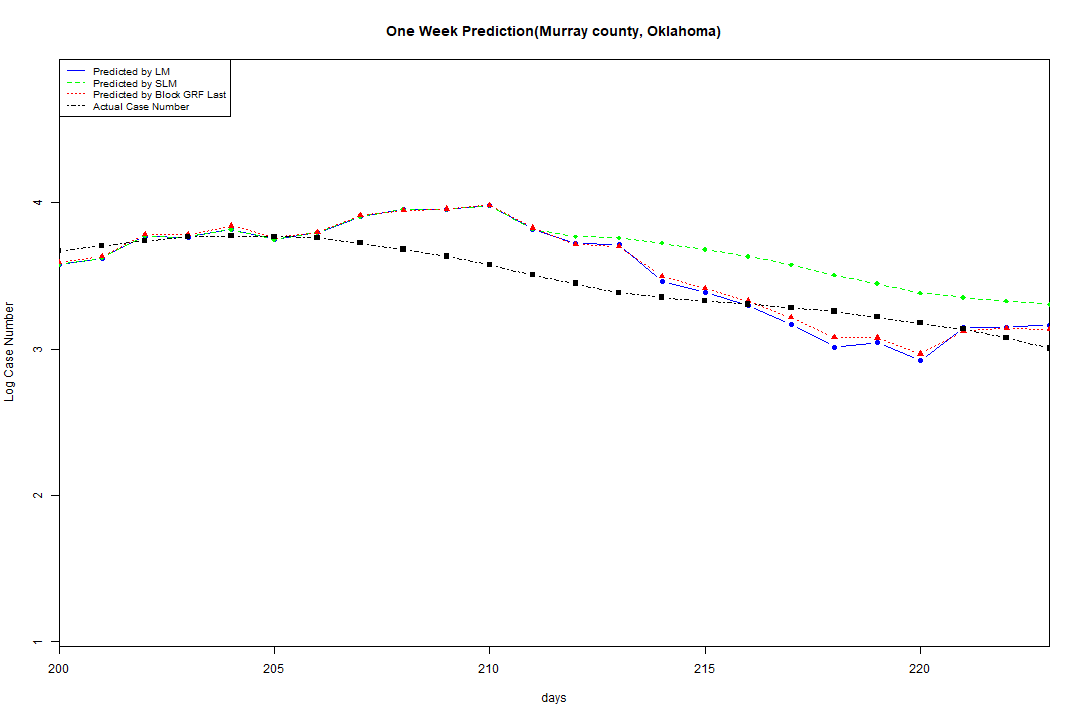 One Week Prediction(Murray county, Oklahoma)
Predicted by LM
Predicted by SLM
Predicted by Block GRF Last
Actual Case Number
Log Case Number
4
3
2
1
200 205 210 215 220
days